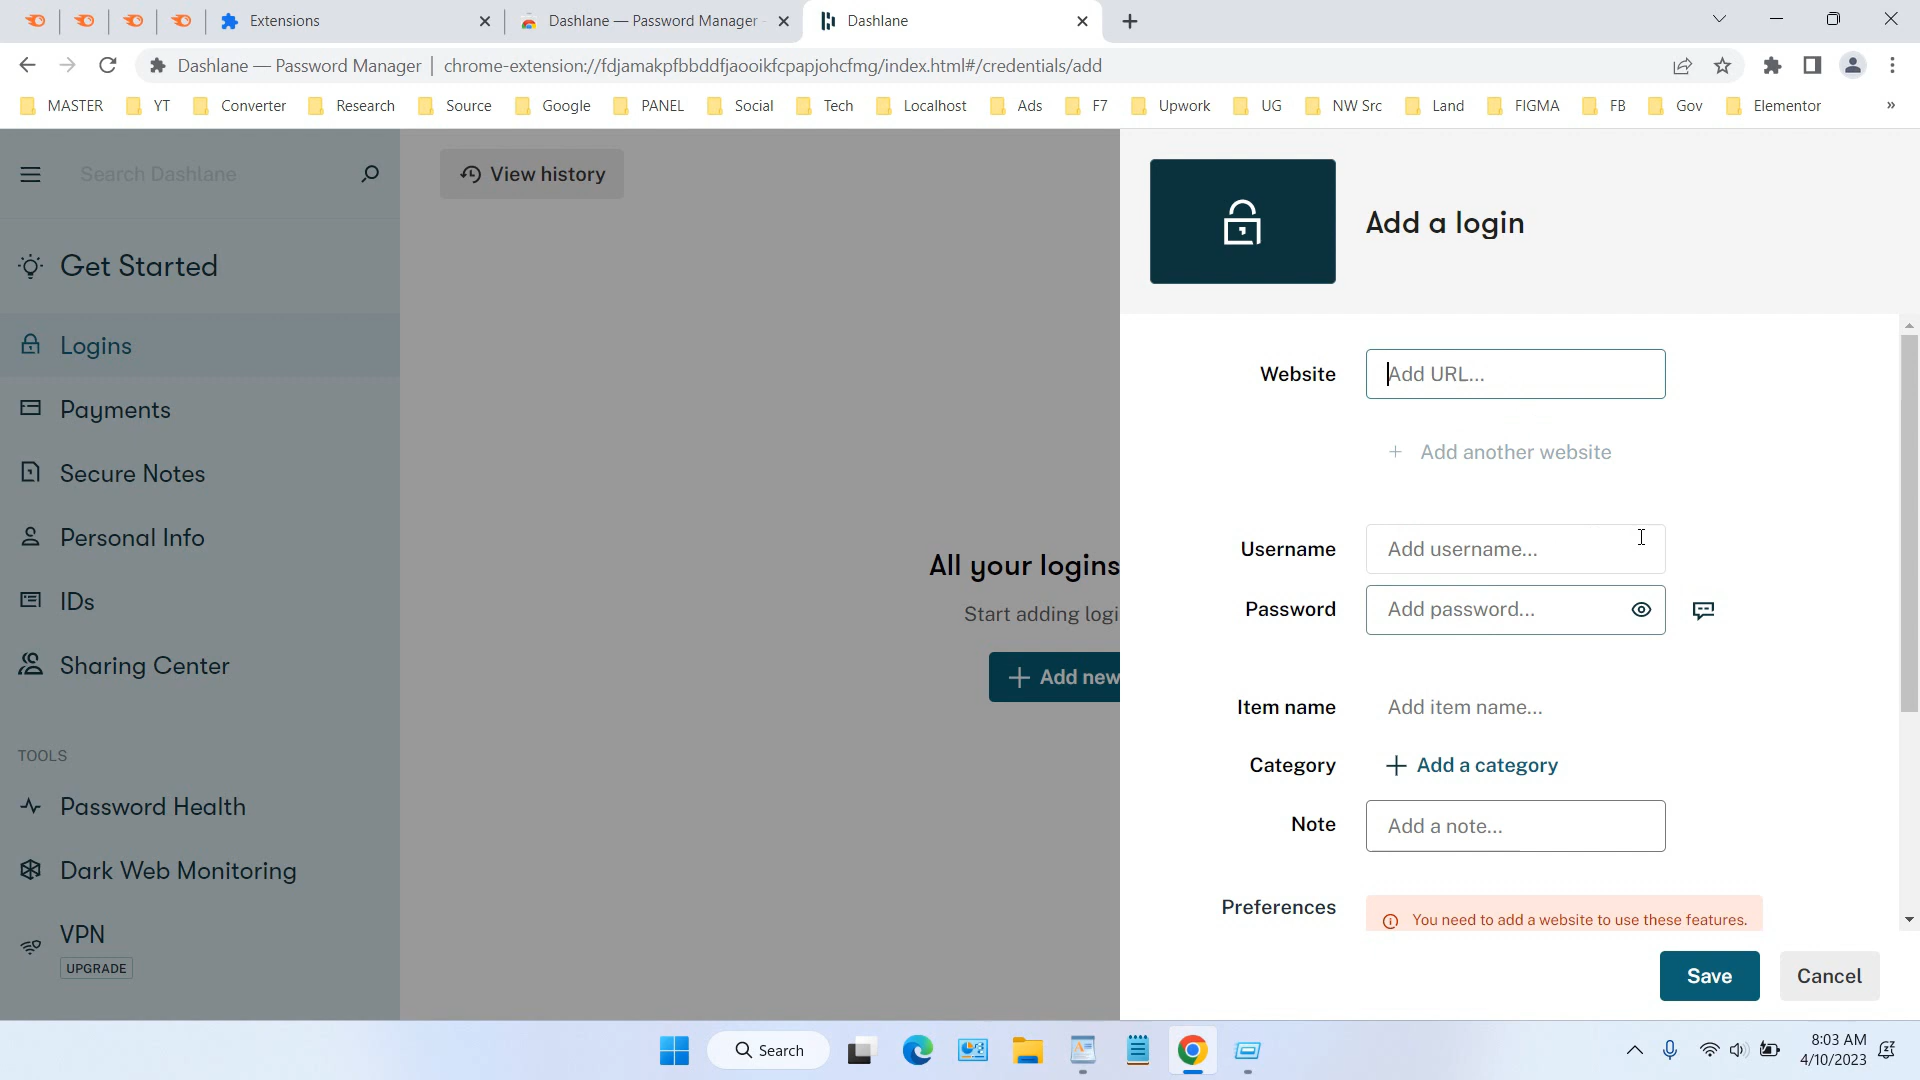 Extensions
Dashlane — Password Manager
Dashlane
Dashlane — Password Manager | chrome-extension://fdjamakpfbbddfjaooikfcpapjohcfmg/index.html#/credentials/add
MASTER YT Converter Research Source Google PANEL Social Tech Localhost Ads F7 Upwork UG NW Src Land FIGMA FB Gov Elementor »
Search Dashlane
View history
Get Started
Logins
Payments
Secure Notes
Personal Info
IDs
Sharing Center
TOOLS
Password Health
Dark Web Monitoring
VPN
UPGRADE
All your logins
Start adding logi
+ Add new
Add a login
Website Add URL...
+ Add another website
Username Add username...
Password Add password...
Item name Add item name...
Category + Add a category
Note Add a note...
Preferences You need to add a website to use these features.
Save Cancel
Search
8:03 AM
4/10/2023